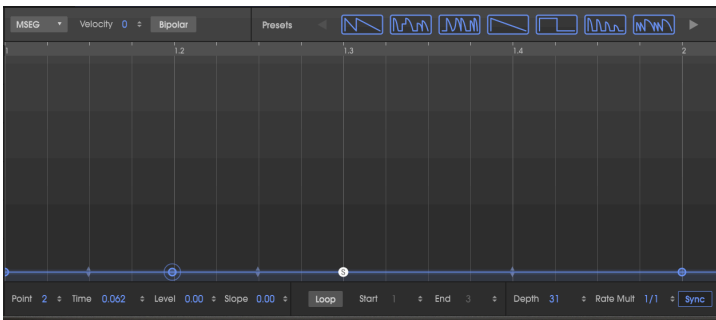 MSEG Velocity 0 Bipolar Presets
1 1.2 1.3 1.4 2
S
Point 2 Time 0.062 Level 0.00 Slope 0.00 Loop Start 1 End 3 Depth 31 Rate Mult 1/1 Sync